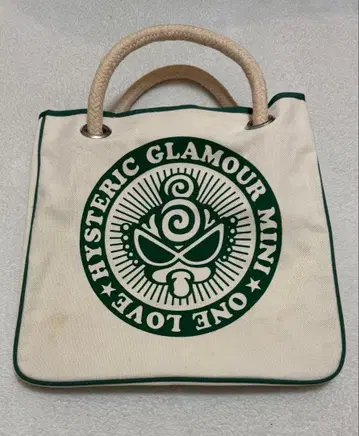 ★ HYSTERIC GLAMOUR MINI ★
ONE LOVE